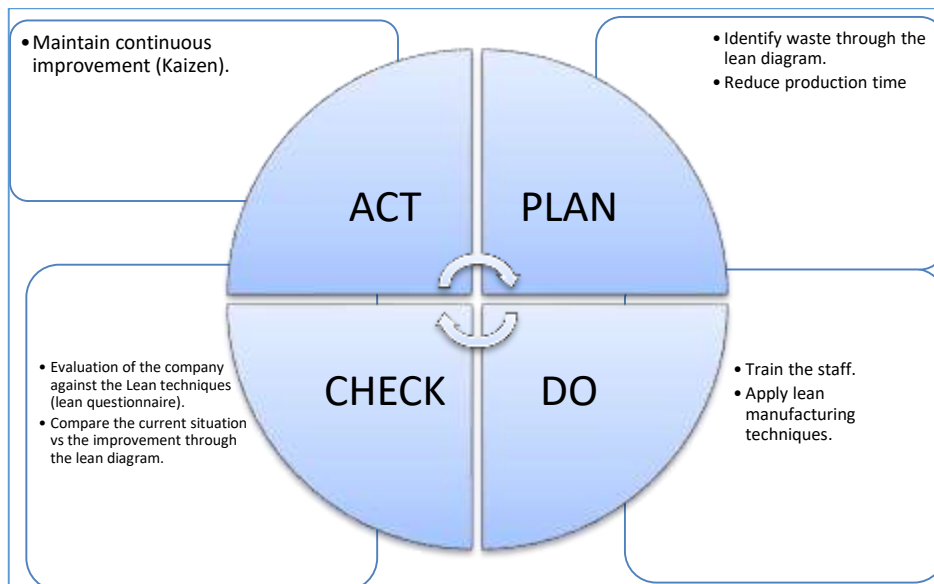 • Maintain continuous
improvement (Kaizen).
• Identify waste through the
lean diagram.
• Reduce production time
ACT
PLAN
CHECK
DO
• Evaluation of the company
against the Lean techniques
(lean questionnaire).
• Compare the current situation
vs the improvement through
the lean diagram.
• Train the staff.
• Apply lean
manufacturing
techniques.